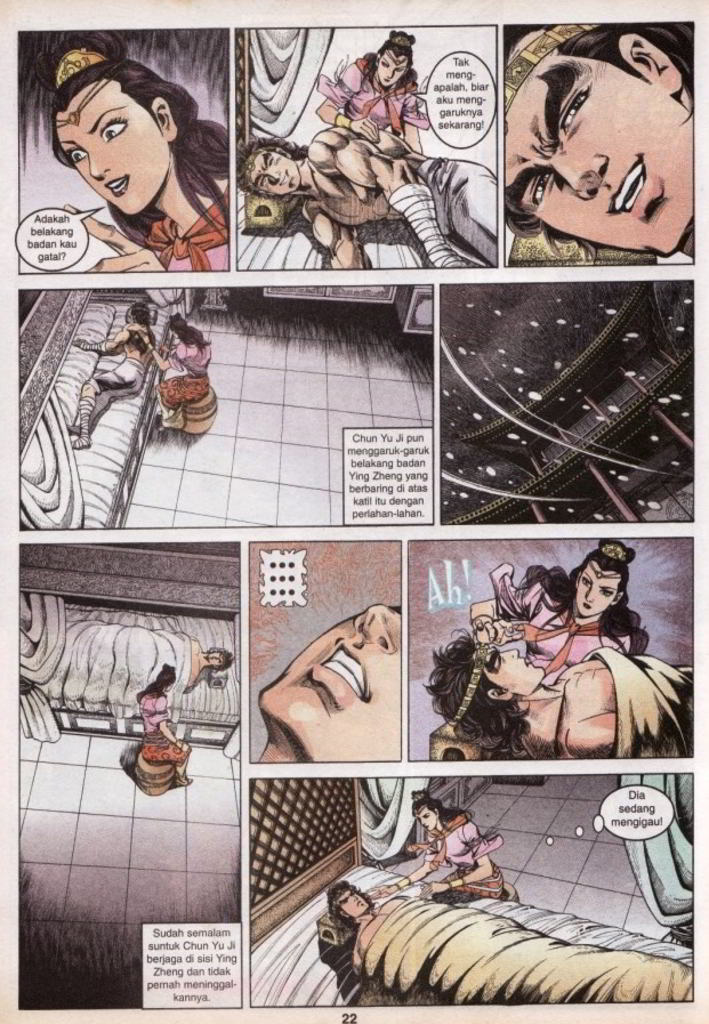 Adakah
belakang
badan kau
gatal?
Tak
meng-
apalah, biar
aku meng-
garuknya
sekarang!
Chun Yu Ji pun
menggaruk-garuk
belakang badan
Ying Zheng yang
berbaring di atas
katil itu dengan
perlahan-lahan.
Sudah semalam
suntuk Chun Yu Ji
berjaga di sisi Ying
Zheng dan tidak
pernah meninggal-
kannya.
Ah!
Dia
sedang
mengigau!
22